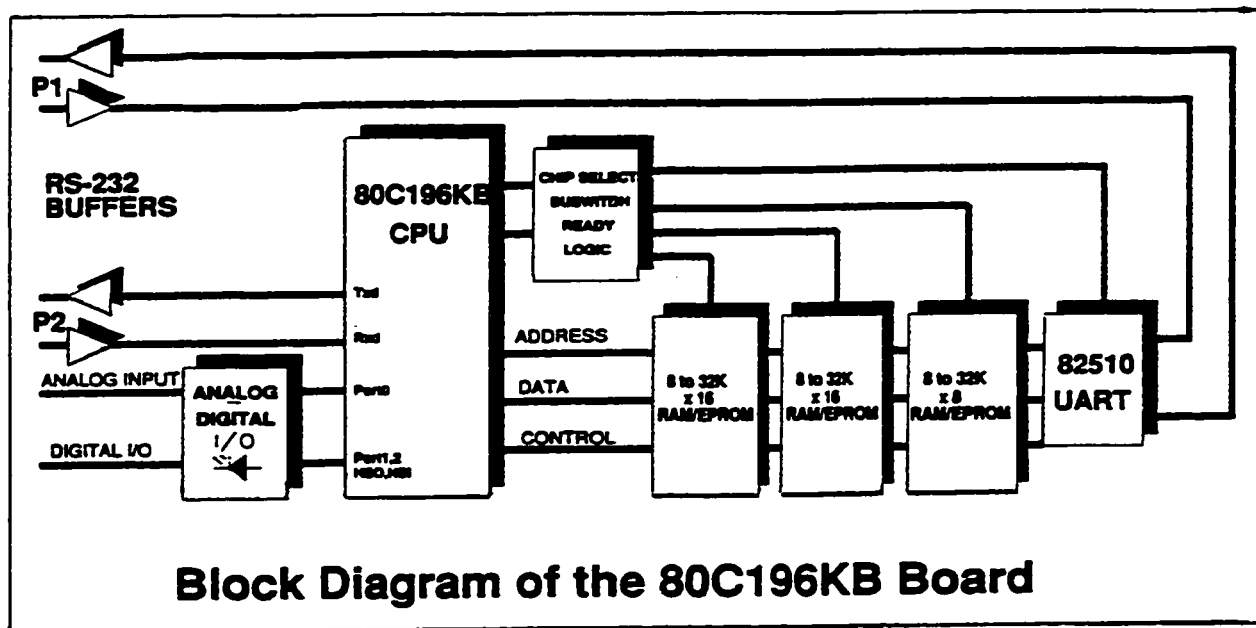 P1
RS-232
BUFFERS
80C196KB
CPU
CHIP SELECT
BUSWITDH
READY
LOGIC
Txd
P2
Rxd
ADDRESS
ANALOG INPUT
ANALOG
DIGITAL
I/O
Port0
DATA
8 to 32K
x 16
RAM/EPROM
8 to 32K
x 16
RAM/EPROM
8 to 32K
x 8
RAM/EPROM
82510
UART
DIGITAL I/O
Port1,2
HSO,HSI
CONTROL
Block Diagram of the 80C196KB Board